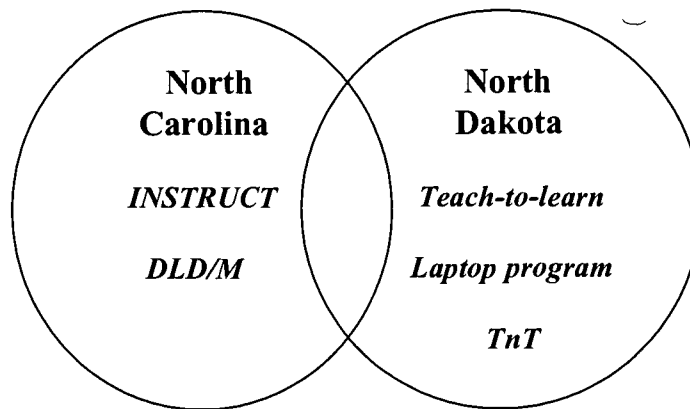 North
Carolina
INSTRUCT
DLD/M
North
Dakota
Teach-to-learn
Laptop program
TnT